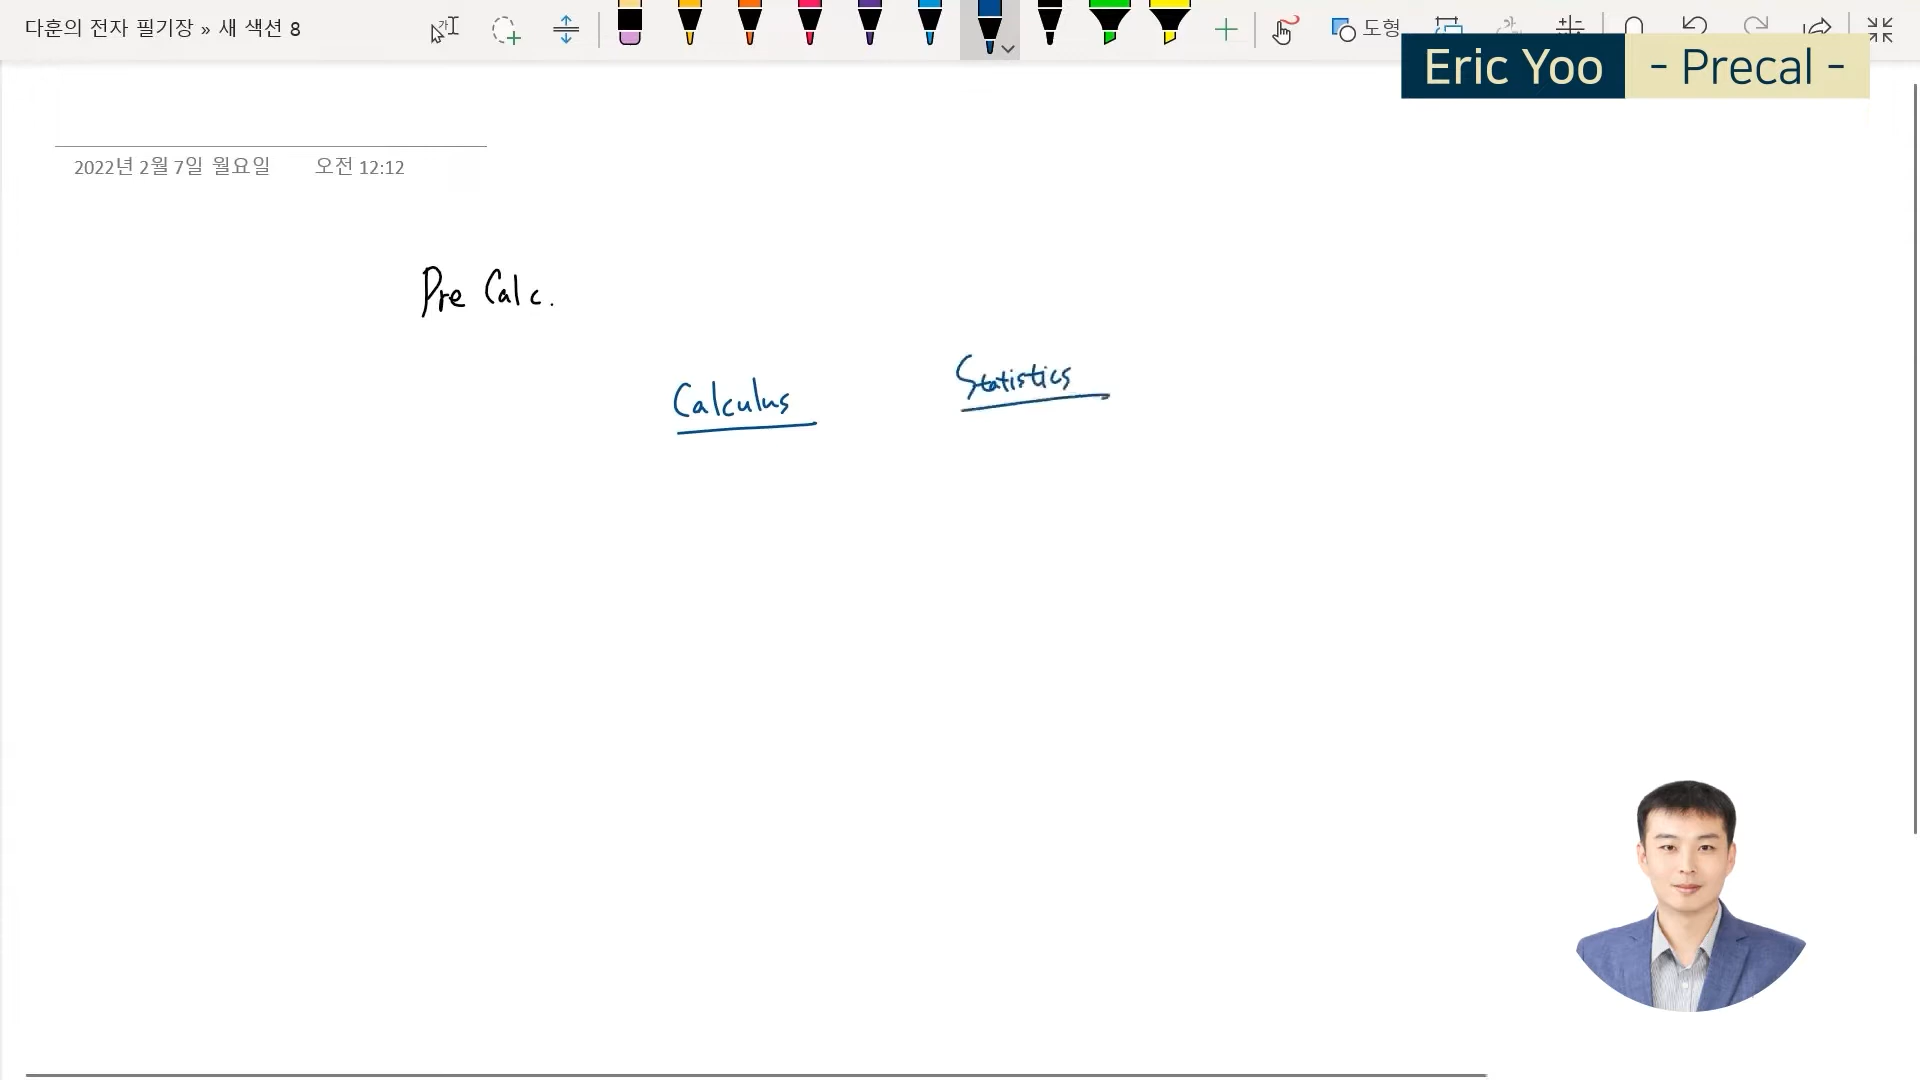 다훈의 전자 필기장 » 새 색션 8
도형
Eric Yoo - Precal -
2022년 2월 7일 월요일 오전 12:12
Pre Calc.
Statistics
Calculus